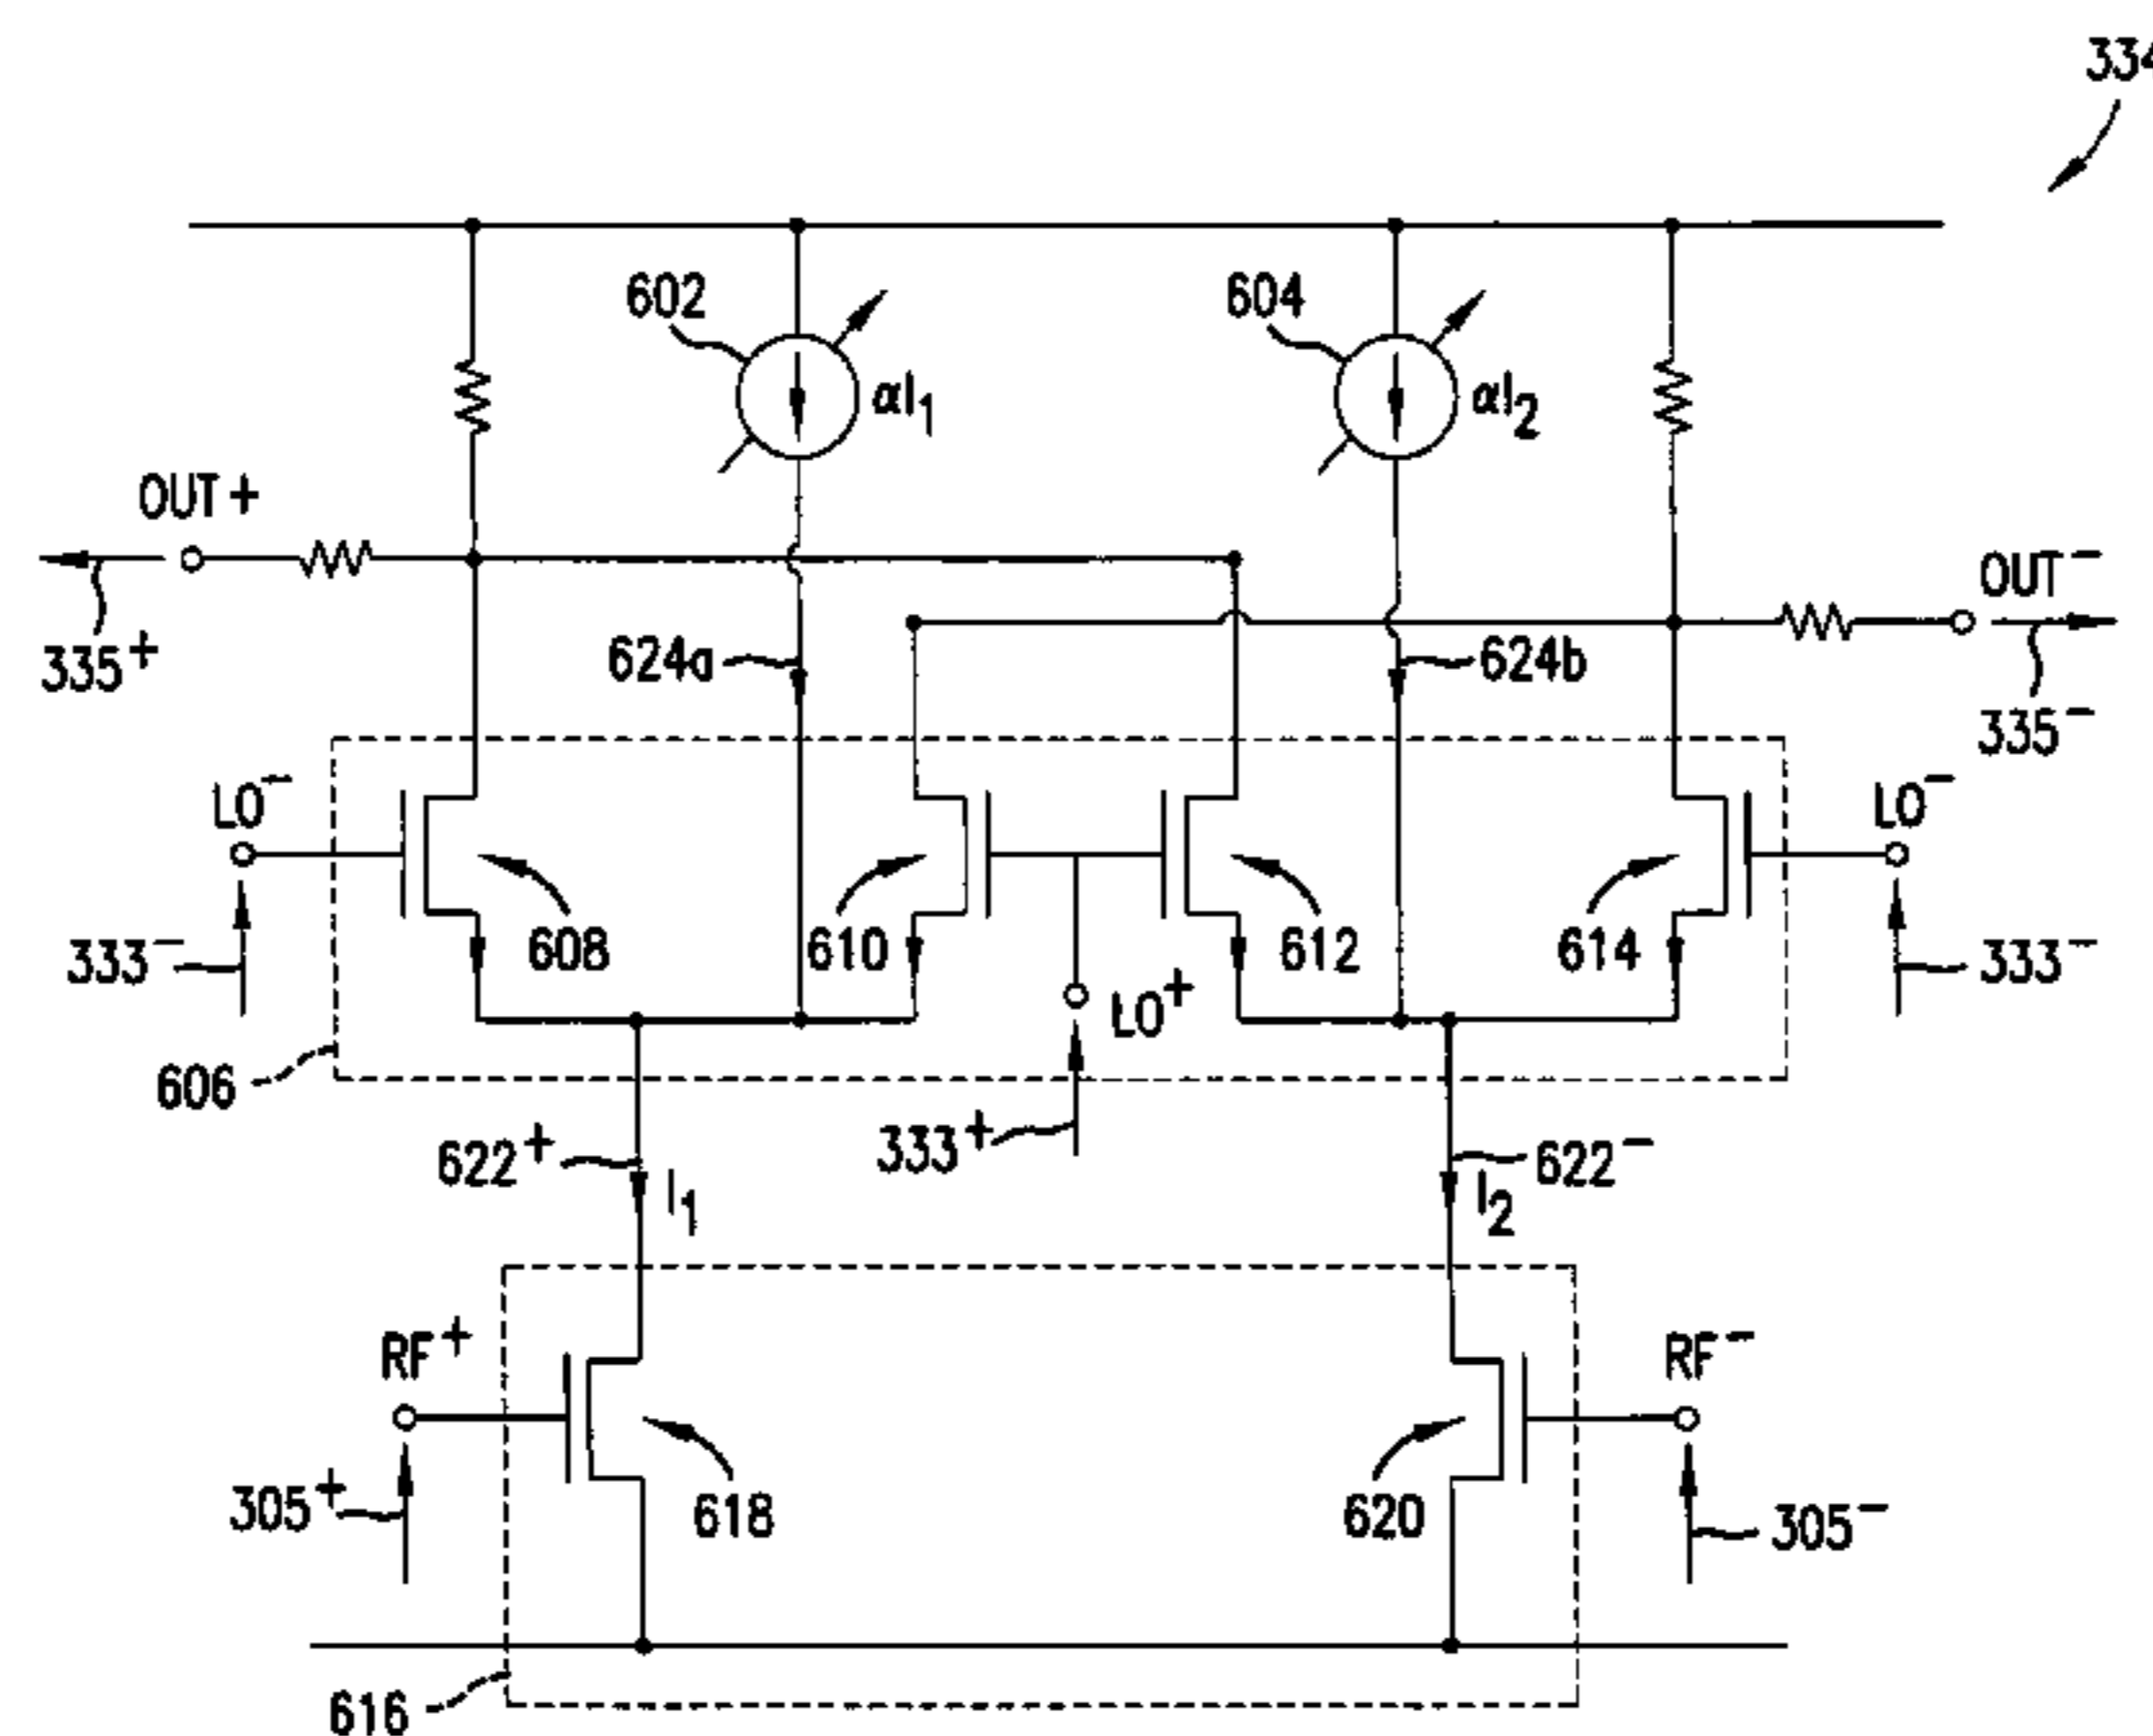 334
602
αI1
604
αI2
OUT+
335+
624a
624b
OUT-
335-
LO-
333-
608
610
612
614
LO-
333-
LO+
333+
606
622+
I1
622-
I2
RF+
305+
618
620
RF-
305-
616